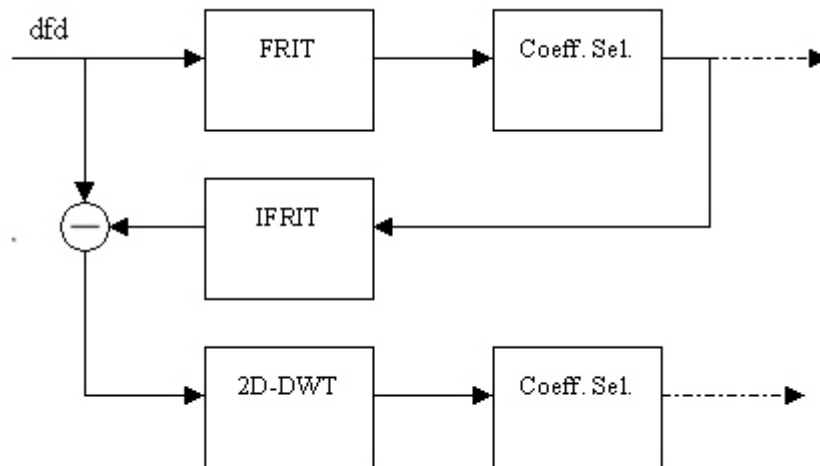 dfd
FRIT
Coeff. Sel.
IFRIT
2D-DWT
Coeff. Sel.